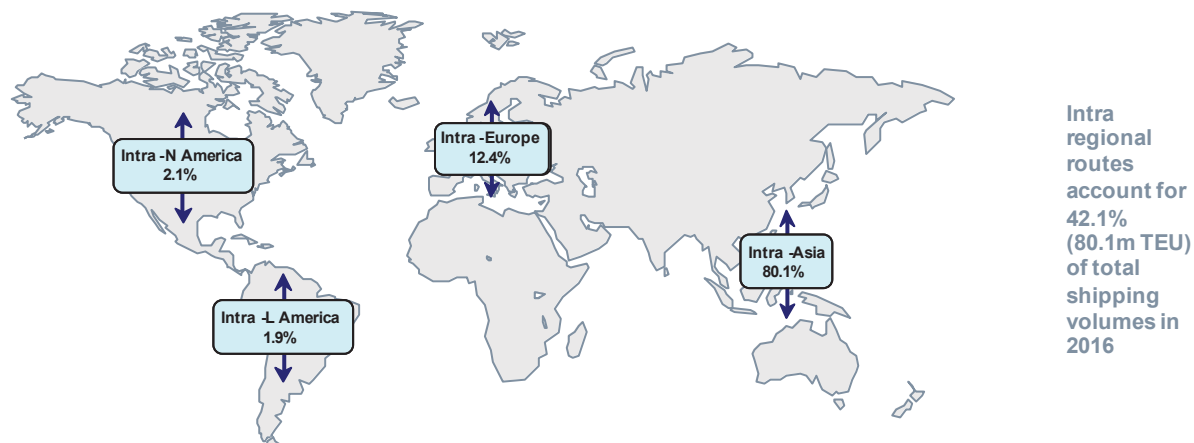 Intra -N America
2.1%
Intra -Europe
12.4%
Intra -Asia
80.1%
Intra -L America
1.9%
Intra
regional
routes
account for
42.1%
(80.1m TEU)
of total
shipping
volumes in
2016